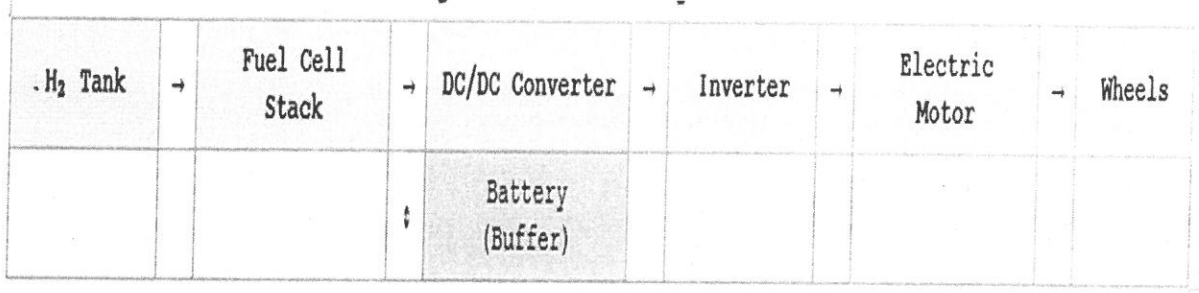 .H₂ Tank → Fuel Cell Stack → DC/DC Converter → Inverter → Electric Motor → Wheels
↕ Battery (Buffer)